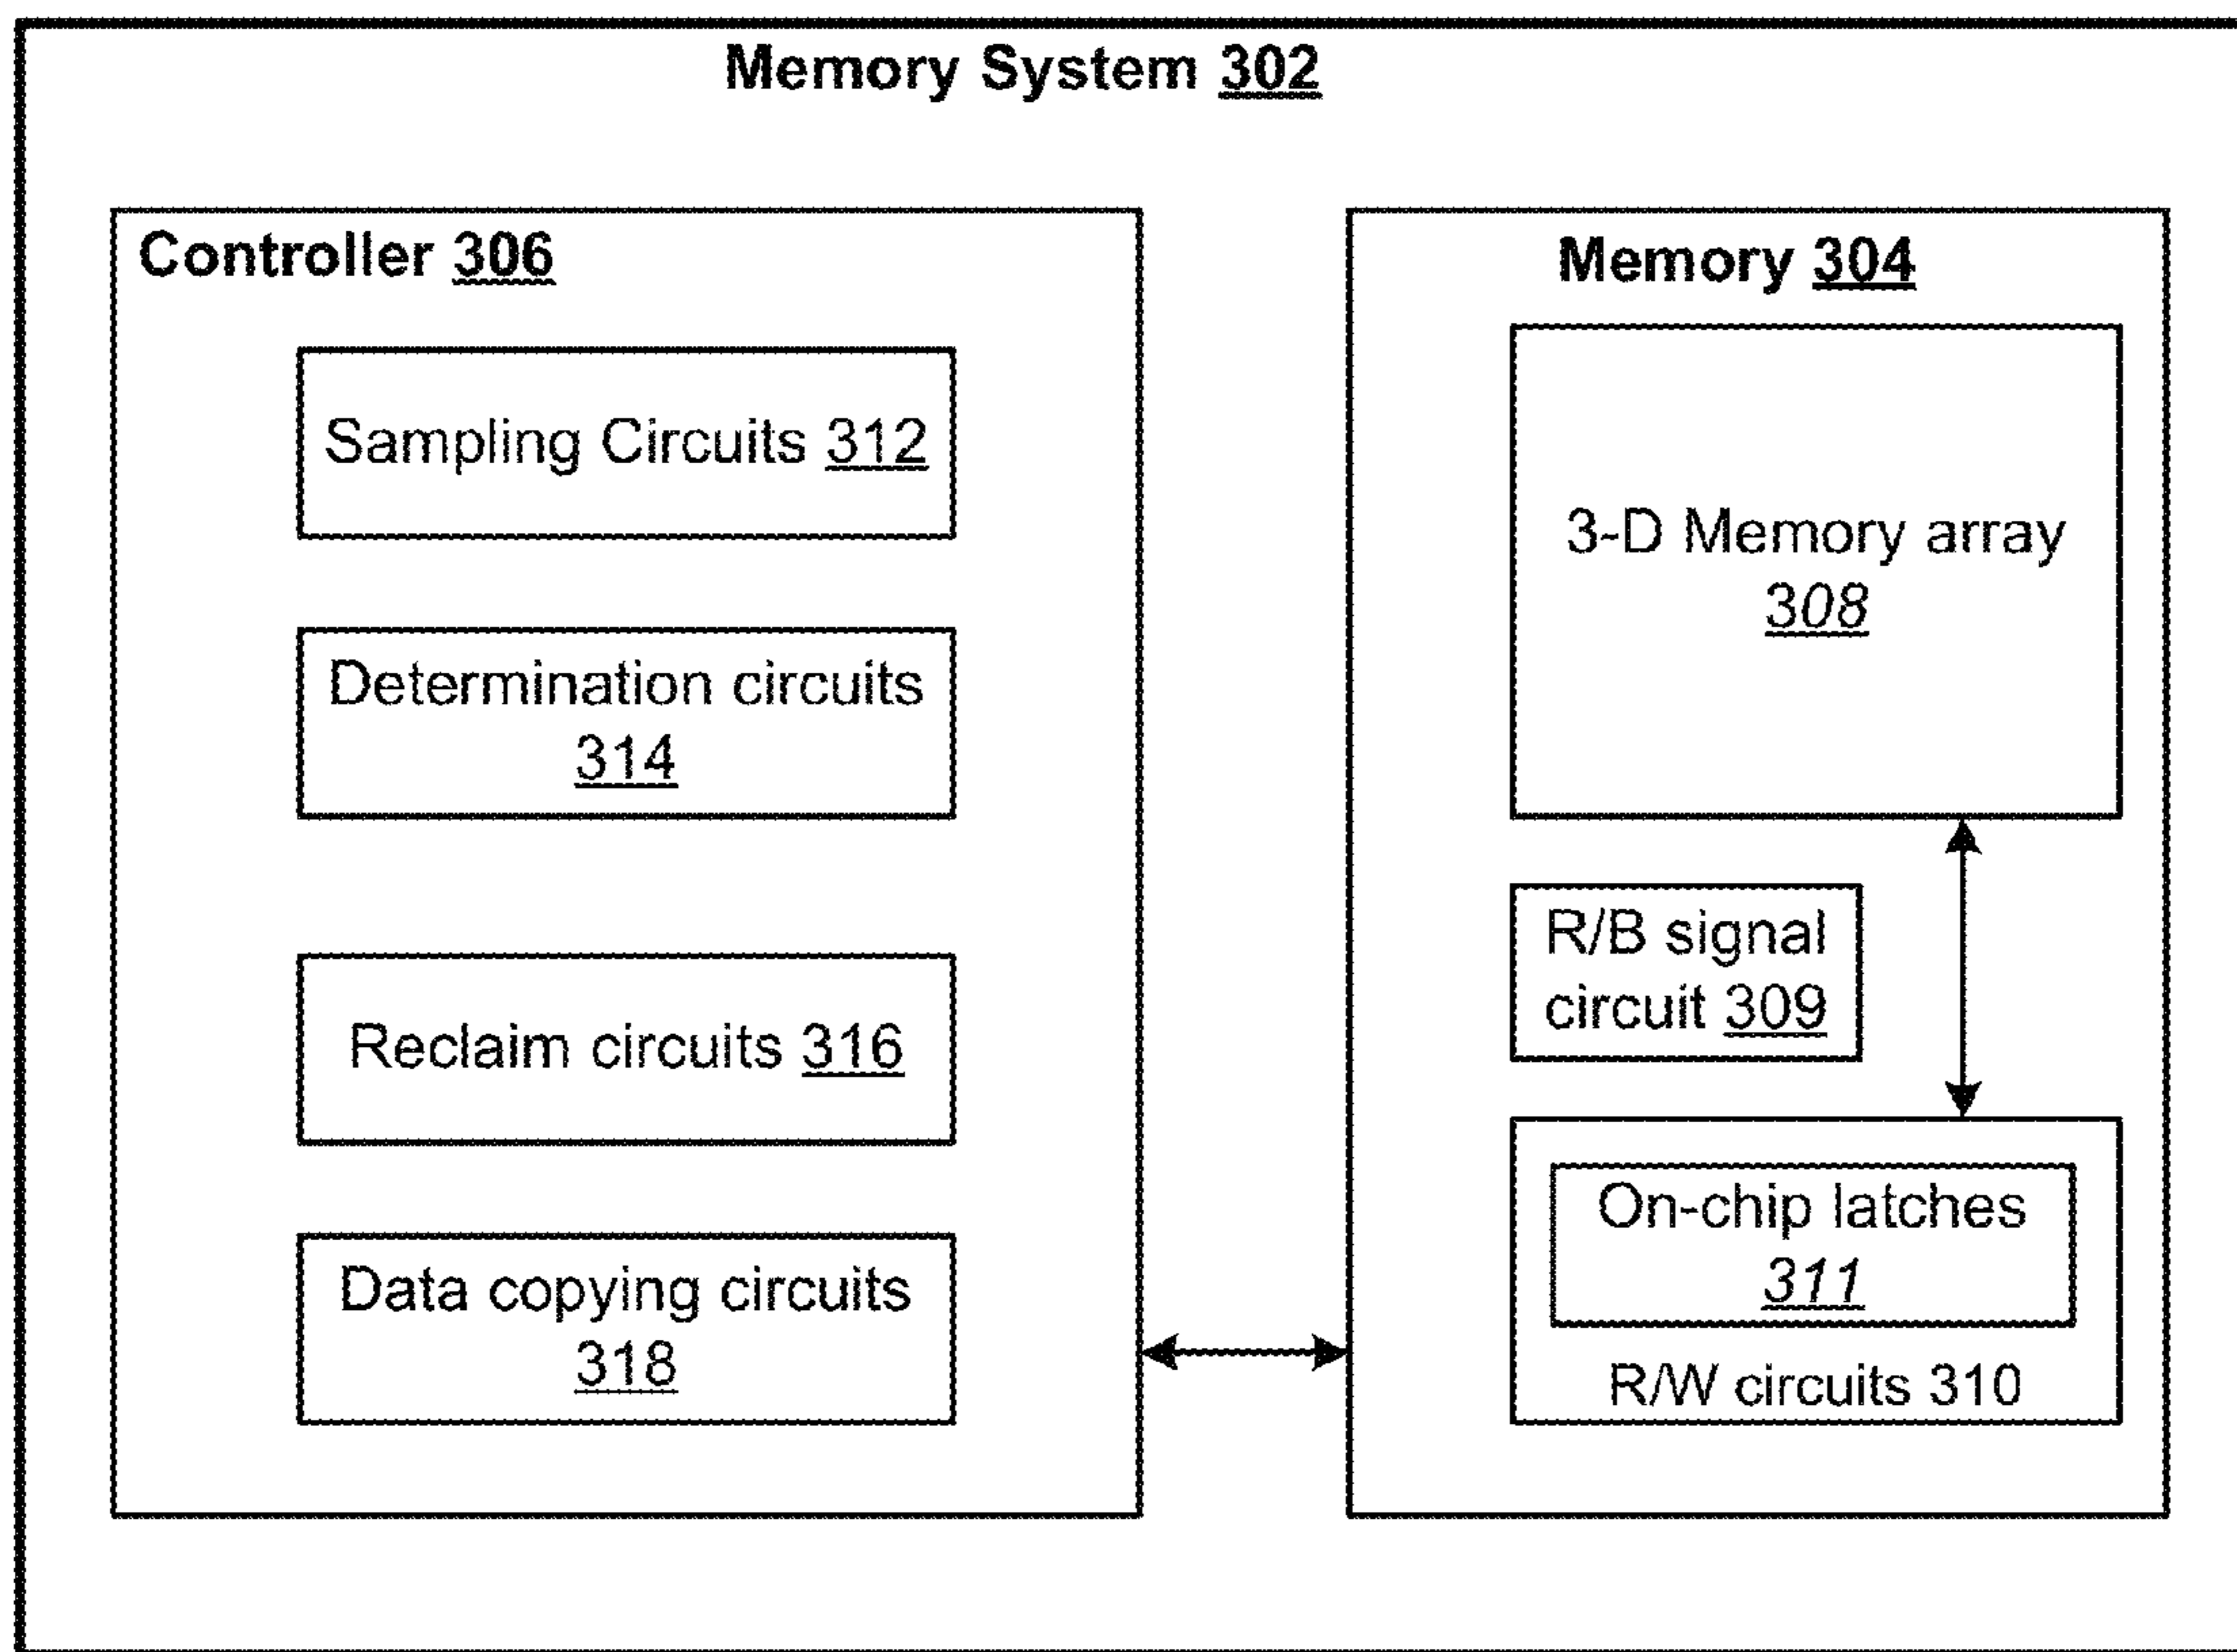 Memory System 302
Controller 306
Sampling Circuits 312
Determination circuits
314
Reclaim circuits 316
Data copying circuits
318
Memory 304
3-D Memory array
308
R/B signal
circuit 309
On-chip latches
311
R/W circuits 310